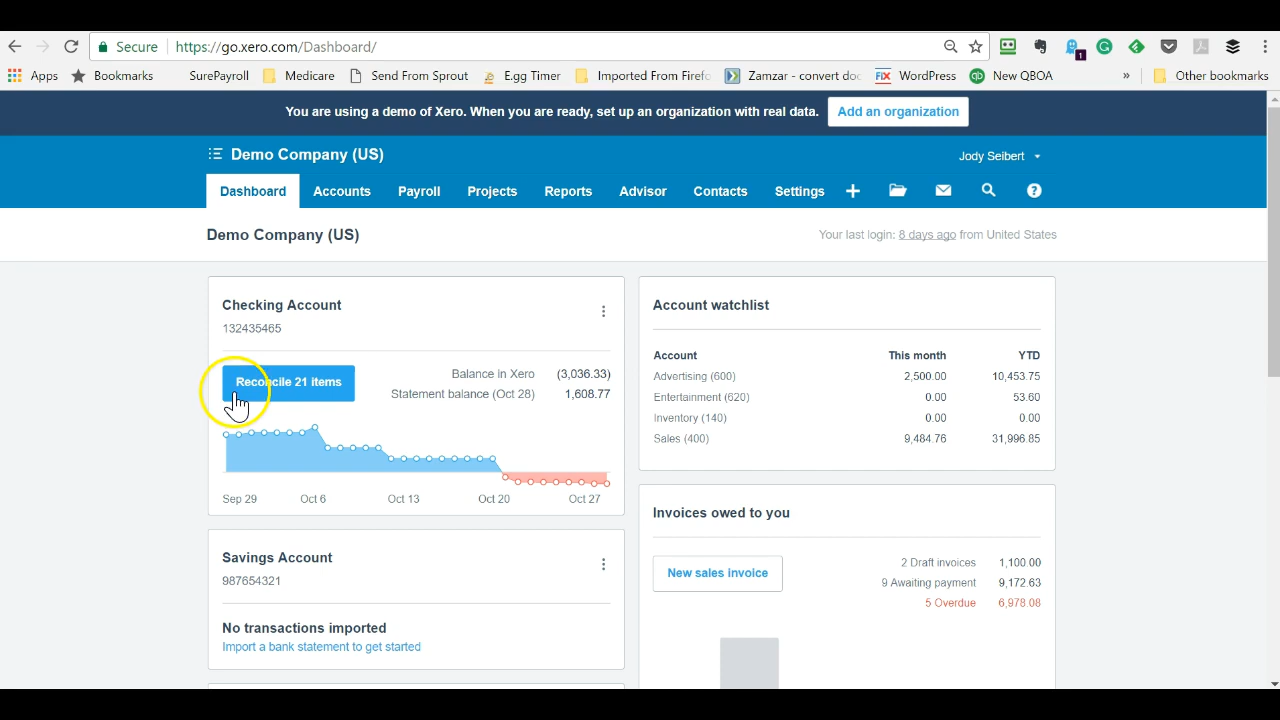 Secure https://go.xero.com/Dashboard/
1
Apps Bookmarks SurePayroll Medicare Send From Sprout e.gg Timer Imported From Firefo Zamzar - convert doc FIX WordPress qb New QBOA » Other bookmarks
You are using a demo of Xero. When you are ready, set up an organization with real data. Add an organization
Demo Company (US) Jody Seibert
Dashboard Accounts Payroll Projects Reports Advisor Contacts Settings + ?
Demo Company (US) Your last login: 8 days ago from United States
Checking Account
132435465
Reconcile 21 items
Balance in Xero (3,036.33)
Statement balance (Oct 28) 1,608.77
Sep 29 Oct 6 Oct 13 Oct 20 Oct 27
Savings Account
987654321
No transactions imported
Import a bank statement to get started
Account watchlist
Account This month YTD
Advertising (600) 2,500.00 10,453.75
Entertainment (620) 0.00 53.60
Inventory (140) 0.00 0.00
Sales (400) 9,484.76 31,996.85
Invoices owed to you
New sales invoice
2 Draft invoices 1,100.00
9 Awaiting payment 9,172.63
5 Overdue 6,978.08